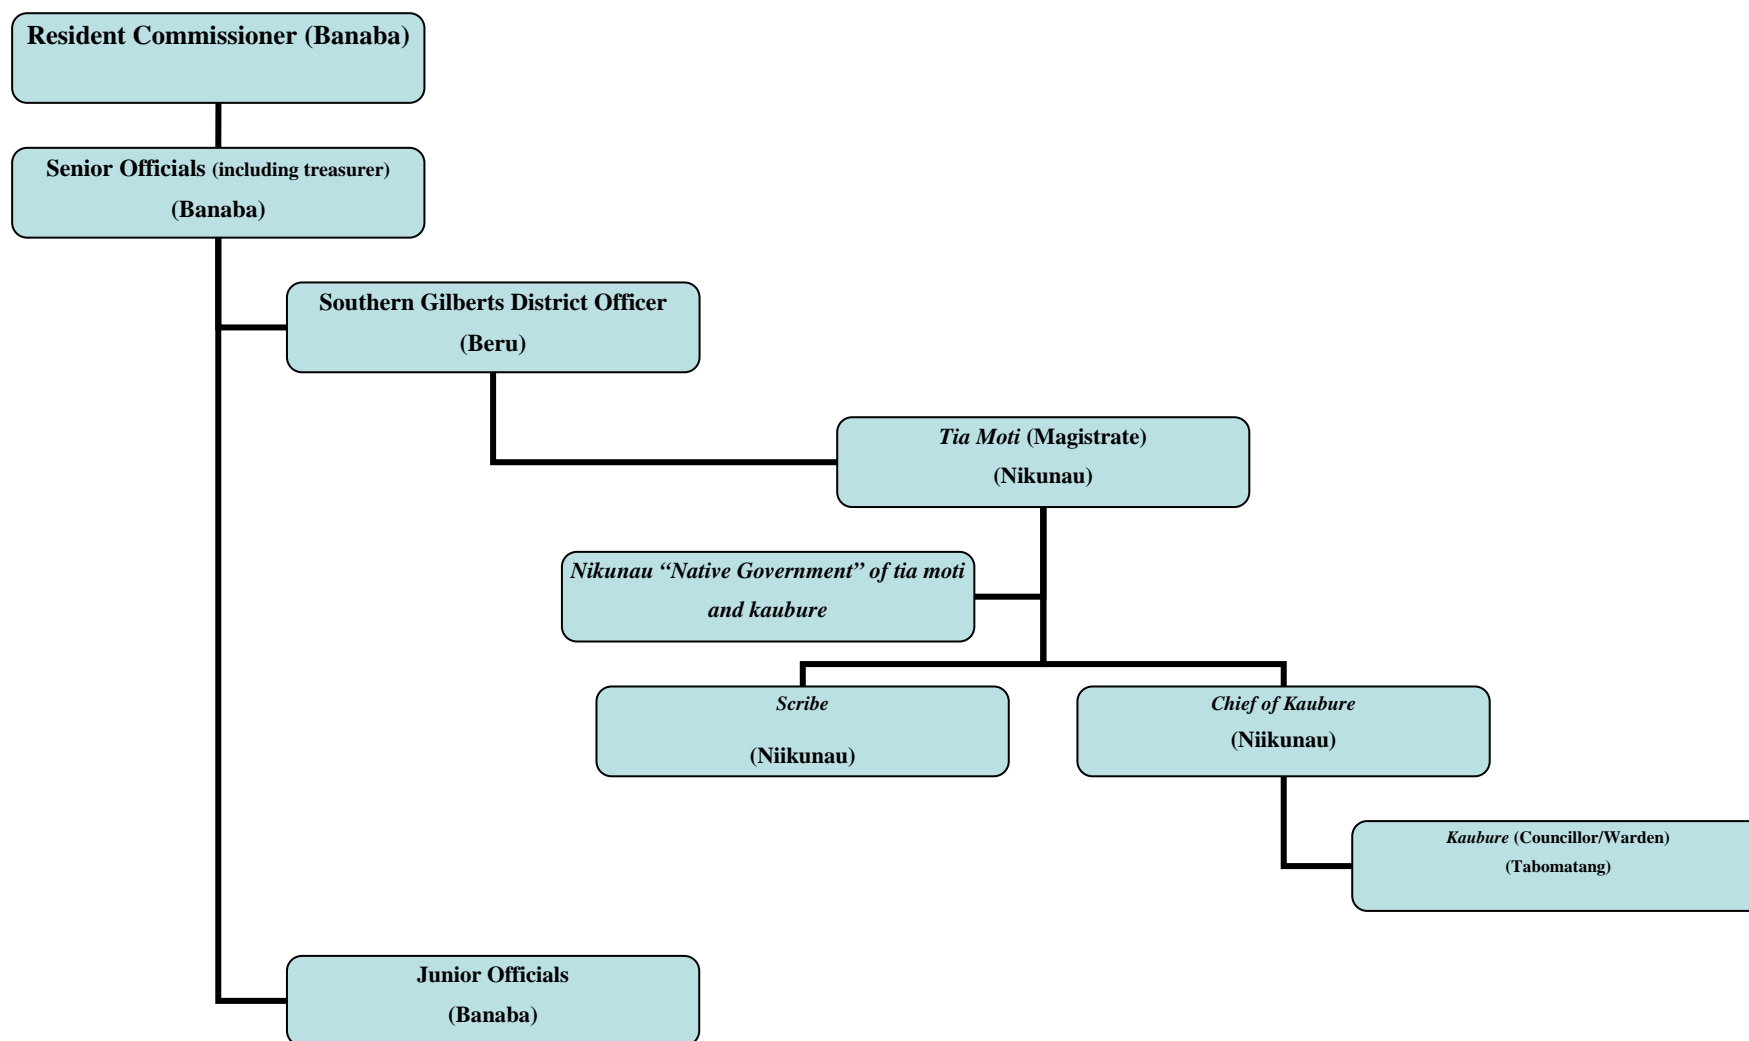 Resident Commissioner (Banaba)
Senior Officials (including treasurer)
(Banaba)
Southern Gilberts District Officer
(Beru)
Tia Moti (Magistrate)
(Nikunau)
Nikunau “Native Government” of tia moti
and kaubure
Scribe
(Niikunau)
Chief of Kaubure
(Niikunau)
Kaubure (Councillor/Warden)
(Tabomatang)
Junior Officials
(Banaba)